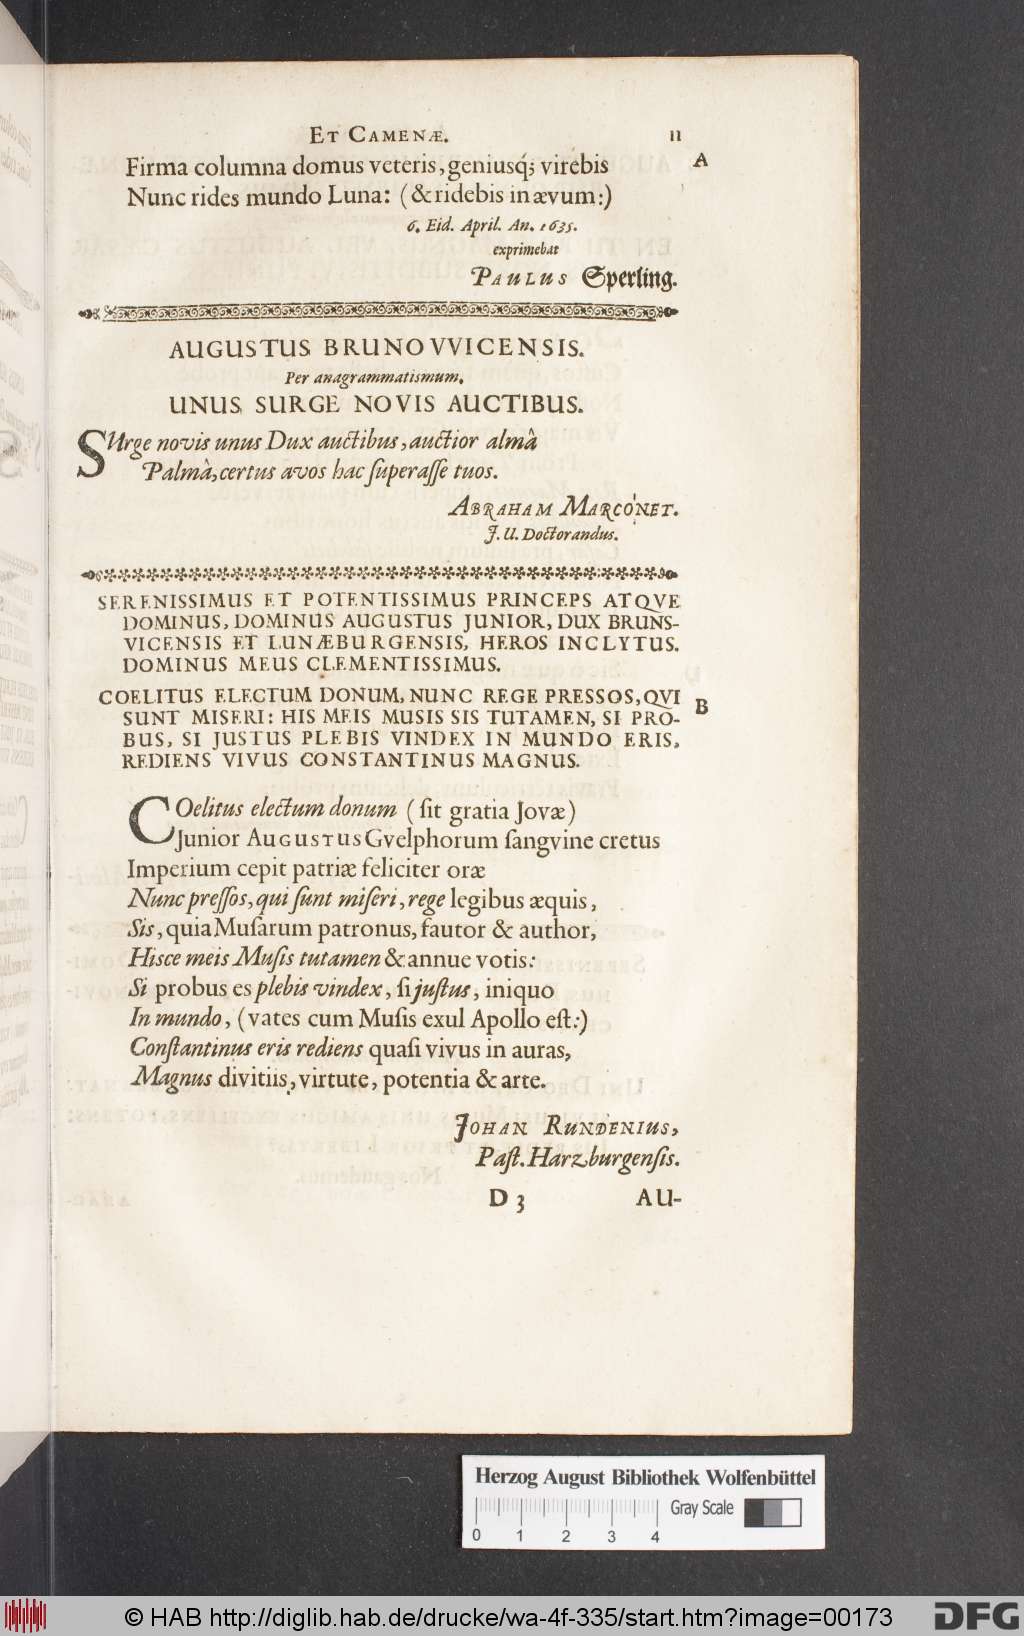 ET CAMENÆ. 11
Firma columna domus veteris, geniusq́; virebis A
Nunc rides mundo Luna: (& ridebis in ævum:)
6. Eid. April. An. 1635.
exprimebat
PAULUS Sperling.
AUGUSTUS BRUNOVVICENSIS.
Per anagrammatismum.
UNUS SURGE NOVIS AUCTIBUS.
SUrge novis unus Dux auctibus, auctior almâ
Palmâ, certus avos hac ſuperaſſe tuos.
ABRAHAM MARCONET.
J. U. Doctorandus.
SERENISSIMUS ET POTENTISSIMUS PRINCEPS ATQVE
DOMINUS, DOMINUS AUGUSTUS JUNIOR, DUX BRUNS-
VICENSIS ET LUNÆBURGENSIS, HEROS INCLYTUS.
DOMINUS MEUS CLEMENTISSIMUS.
COELITUS ELECTUM DONUM, NUNC REGE PRESSOS, QVI B
SUNT MISERI: HIS MEIS MUSIS SIS TUTAMEN, SI PRO-
BUS, SI JUSTUS PLEBIS VINDEX IN MUNDO ERIS,
REDIENS VIVUS CONSTANTINUS MAGNUS.
COelitus electum donum (ſit gratia Jovæ)
Junior AUGUSTUS Gvelphorum ſangvine cretus
Imperium cepit patriæ feliciter oræ
Nunc preſſos, qui ſunt miſeri, rege legibus æquis,
Sis, quia Muſarum patronus, fautor & author,
Hisce meis Muſis tutamen & annue votis:
Si probus es plebis vindex, ſi juſtus, iniquo
In mundo, (vates cum Muſis exul Apollo eſt:)
Conſtantinus eris rediens quaſi vivus in auras,
Magnus divitiis, virtute, potentia & arte.
JOHAN RUNDENIUS,
Paſt. Harzburgenſis.
D 3 AU-
Herzog August Bibliothek Wolfenbüttel
Gray Scale
0 1 2 3 4
© HAB http://diglib.hab.de/drucke/wa-4f-335/start.htm?image=00173
DFG